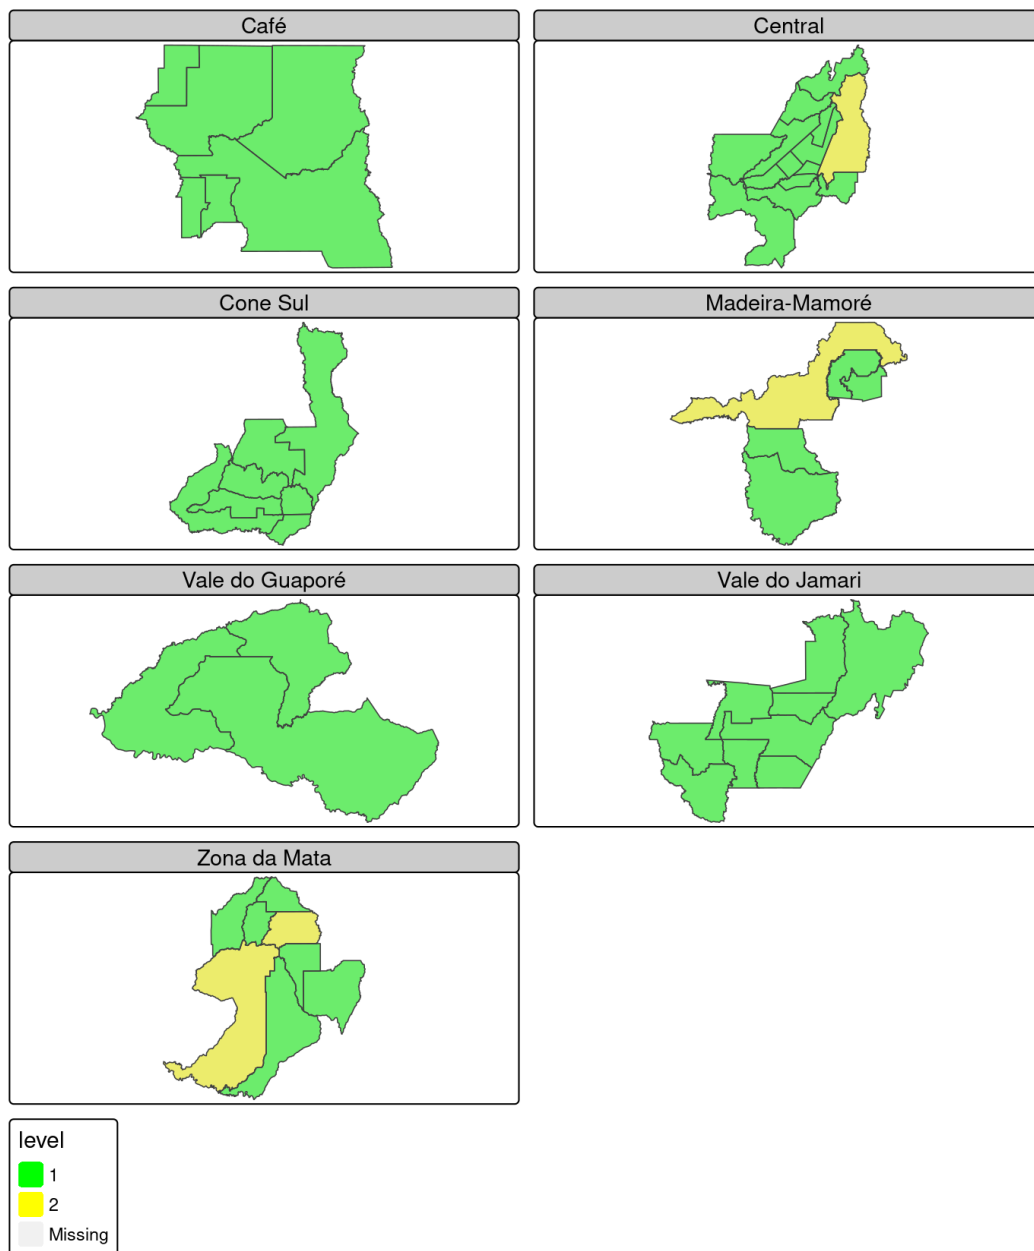 Café
Central
Cone Sul
Madeira-Mamoré
Vale do Guaporé
Vale do Jamari
Zona da Mata
level
1
2
Missing